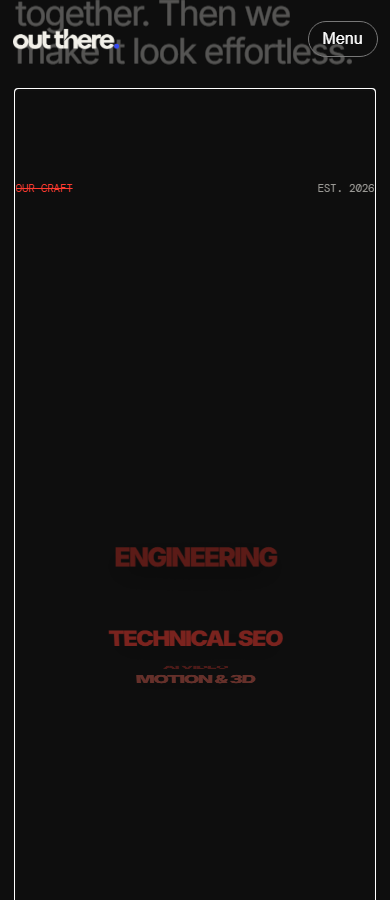 together. Then we
make it look effortless.
out there.
Menu
OUR CRAFT
EST. 2026
ENGINEERING
TECHNICAL SEO
MOTION & 3D